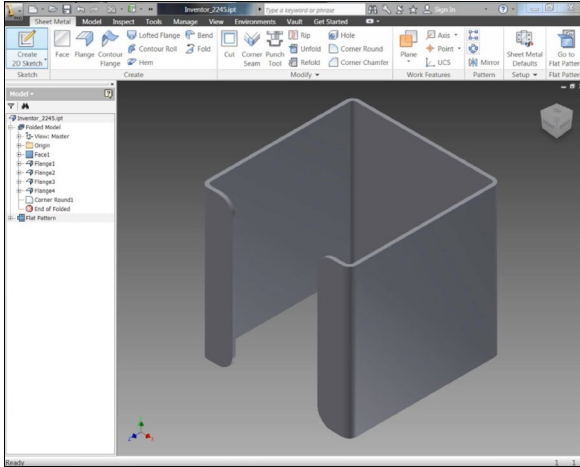 Inventor_2245.ipt Type a keyword or phrase Sign In
Sheet Metal Model Inspect Tools Manage View Environments Vault Get Started
Create 2D Sketch
Face
Flange
Contour Flange
Lofted Flange
Contour Roll
Hem
Bend
Fold
Cut
Corner Seam
Punch Tool
Rip
Unfold
Refold
Hole
Corner Round
Corner Chamfer
Plane
Axis
Point
UCS
Mirror
Sheet Metal Defaults
Go to
Flat Patter
Sketch Create Modify Work Features Pattern Setup Flat Patter
Model
Inventor_2245.ipt
Folded Model
View: Master
Origin
Face1
Flange1
Flange2
Flange3
Flange4
Corner Round1
End of Folded
Flat Pattern
Ready 1 1